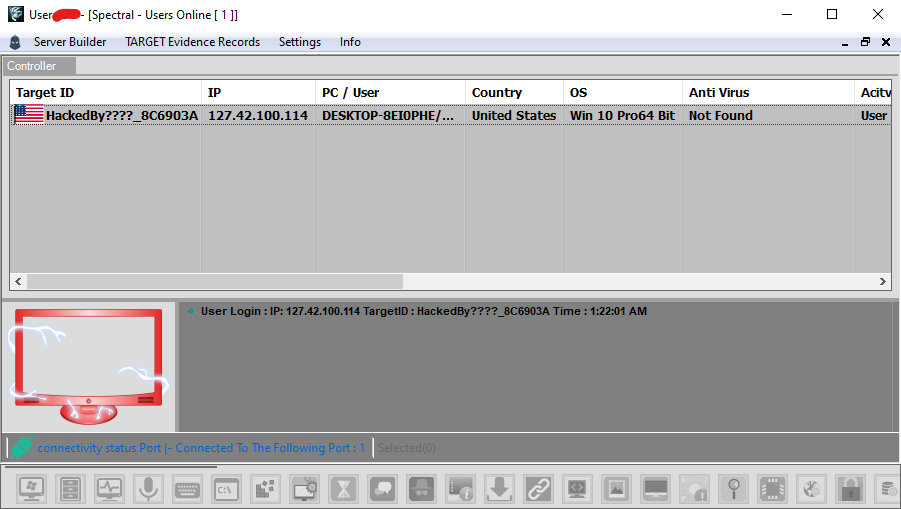 User - [Spectral - Users Online [ 1 ]]
Server Builder TARGET Evidence Records Settings Info
Controller
Target ID IP PC / User Country OS Anti Virus Acitv
HackedBy????_8C6903A 127.42.100.114 DESKTOP-8EI0PHE/... United States Win 10 Pro64 Bit Not Found User
User Login : IP: 127.42.100.114 TargetID : HackedBy????_8C6903A Time : 1:22:01 AM
connectivity status Port |- Connected To The Following Port : 1 Selected(0)
C:\